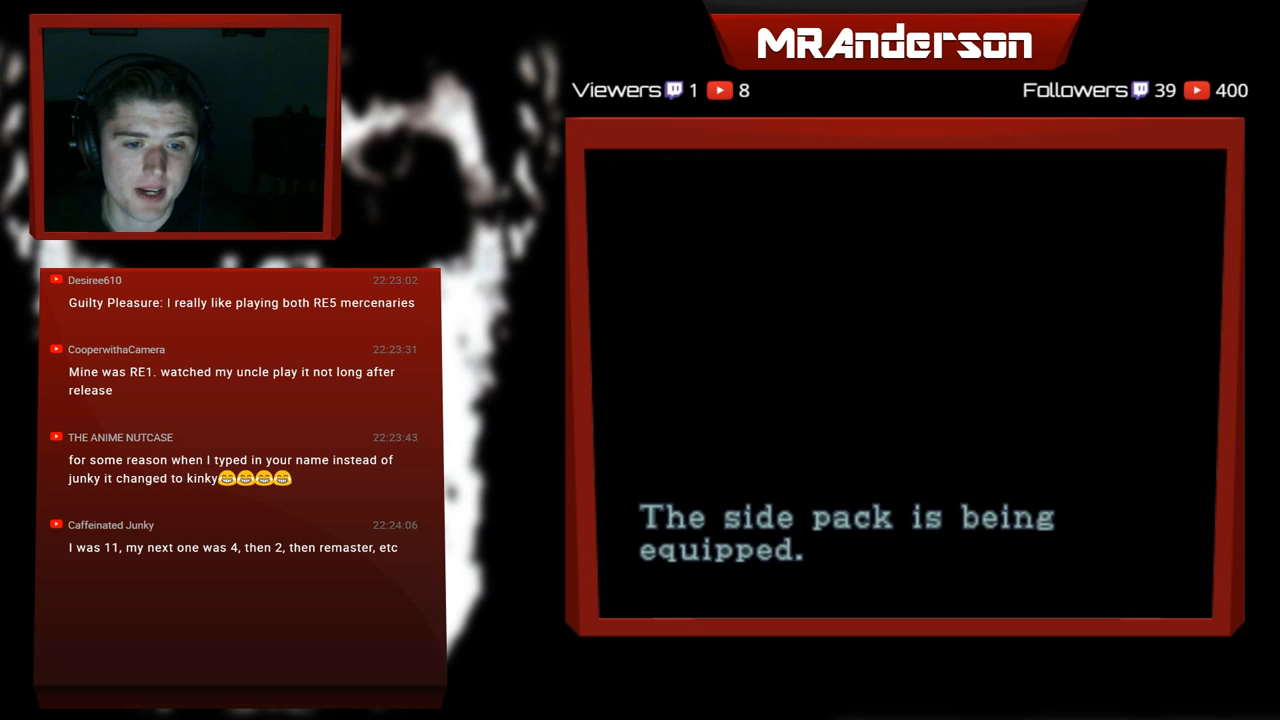 MRAnderson
Viewers 1 8
Followers 39 400
Desiree610 22:23:02
Guilty Pleasure: I really like playing both RE5 mercenaries
CooperwithaCamera 22:23:31
Mine was RE1. watched my uncle play it not long after
release
THE ANIME NUTCASE 22:23:43
for some reason when I typed in your name instead of
junky it changed to kinky😂😂😂😂
Caffeinated Junky 22:24:06
I was 11, my next one was 4, then 2, then remaster, etc
The side pack is being
equipped.